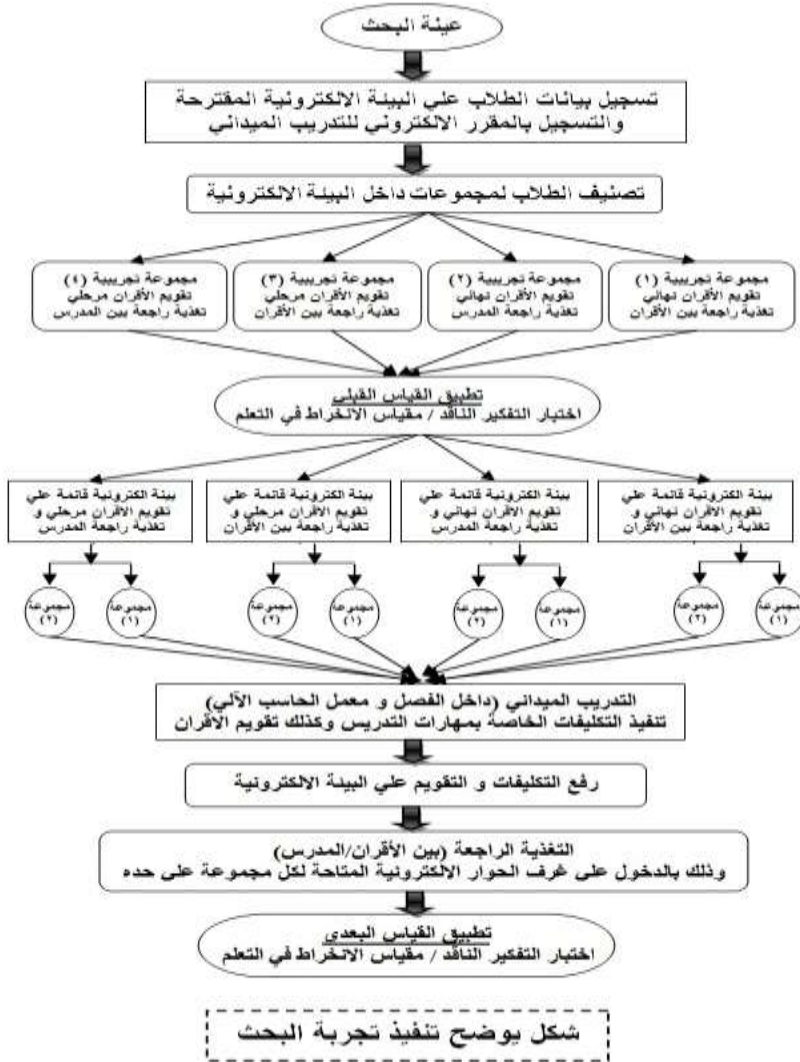 عينة البحث
تسجيل بيانات الطلاب علي البيئة الالكترونية المقترحة
والتسجيل بالمقرر الالكتروني للتدريب الميداني
تصنيف الطلاب لمجموعات داخل البيئة الالكترونية
مجموعة تجريبية (١)
تقويم الأقران نهائي
تغذية راجعة بين الأقران
مجموعة تجريبية (٢)
تقويم الأقران نهائي
تغذية راجعة المدرس
مجموعة تجريبية (٣)
تقويم الأقران مرحلي
تغذية راجعة بين الأقران
مجموعة تجريبية (٤)
تقويم الأقران مرحلي
تغذية راجعة بين المدرس
تطبيق القياس القبلي
اختبار التفكير الناقد / مقياس الانخراط في التعلم
بيئة الكترونية قائمة علي
تقويم الأقران نهائي و
تغذية راجعة بين الأقران
بيئة الكترونية قائمة علي
تقويم الأقران نهائي و
تغذية راجعة المدرس
بيئة الكترونية قائمة علي
تقويم الأقران مرحلي و
تغذية راجعة بين الأقران
بيئة الكترونية قائمة علي
تقويم الأقران مرحلي و
تغذية راجعة المدرس
مجموعة
(١)
مجموعة
(٢)
مجموعة
(١)
مجموعة
(٢)
مجموعة
(١)
مجموعة
(٢)
مجموعة
(١)
مجموعة
(٢)
التدريب الميداني (داخل الفصل و معمل الحاسب الآلي)
تنفيذ التكليفات الخاصة بمهارات التدريس وكذلك تقويم الاقران
رفع التكليفات و التقويم علي البيئة الالكترونية
التغذية الراجعة (بين الأقران/المدرس)
وذلك بالدخول على غرف الحوار الالكترونية المتاحة لكل مجموعة على حده
تطبيق القياس البعدي
اختبار التفكير الناقد / مقياس الانخراط في التعلم
شكل يوضح تنفيذ تجربة البحث